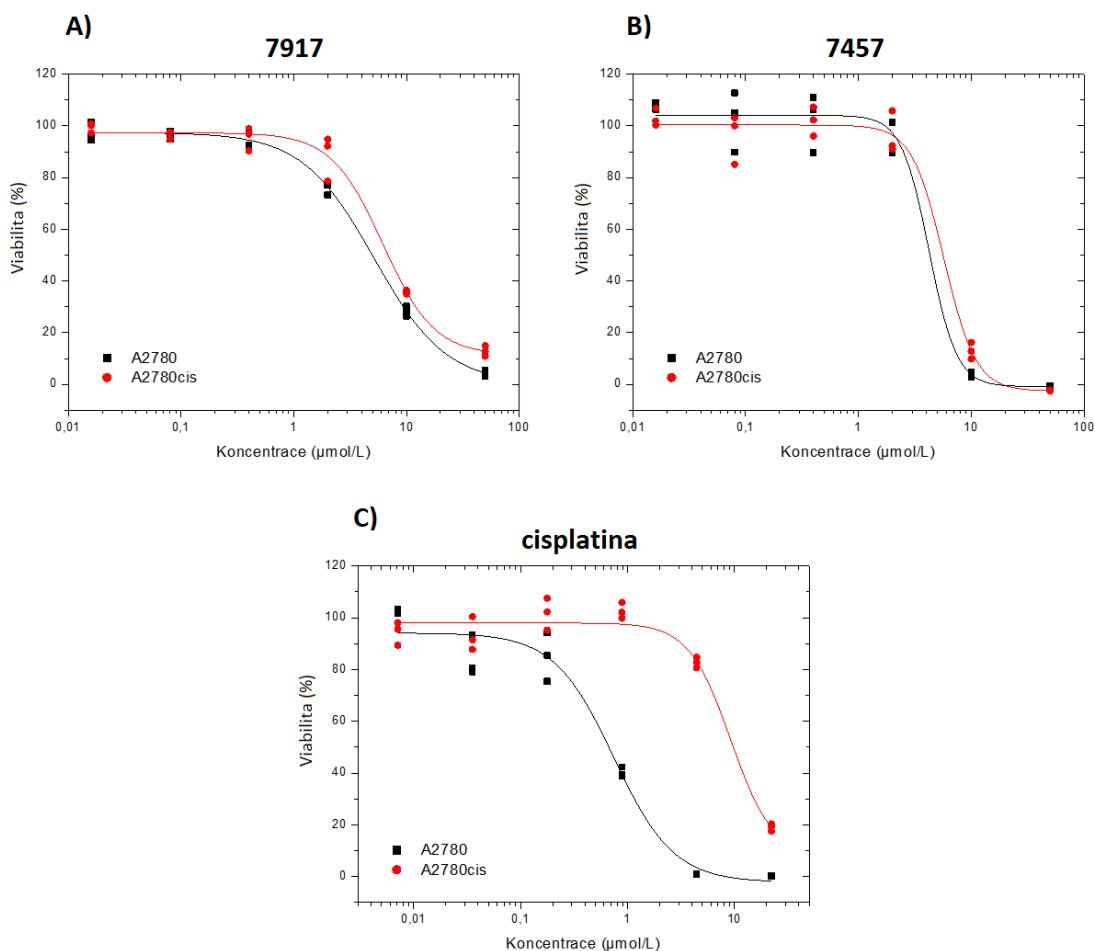 A)
7917
120
100
80
60
40
20
0
Viabilita (%)
A2780
A2780cis
0,01
0,1
1
10
100
Koncentrace (µmol/L)
B)
7457
120
100
80
60
40
20
0
Viabilita (%)
A2780
A2780cis
0,01
0,1
1
10
100
Koncentrace (µmol/L)
C)
cisplatina
120
100
80
60
40
20
0
Viabilita (%)
A2780
A2780cis
0,01
0,1
1
10
Koncentrace (µmol/L)